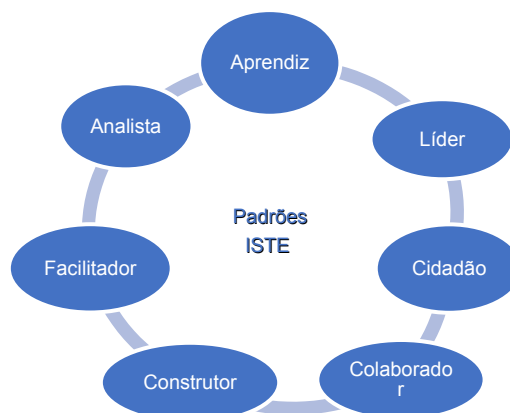 Aprendiz
Líder
Analista
Padrões
ISTE
Facilitador
Cidadão
Construtor
Colaborado
r